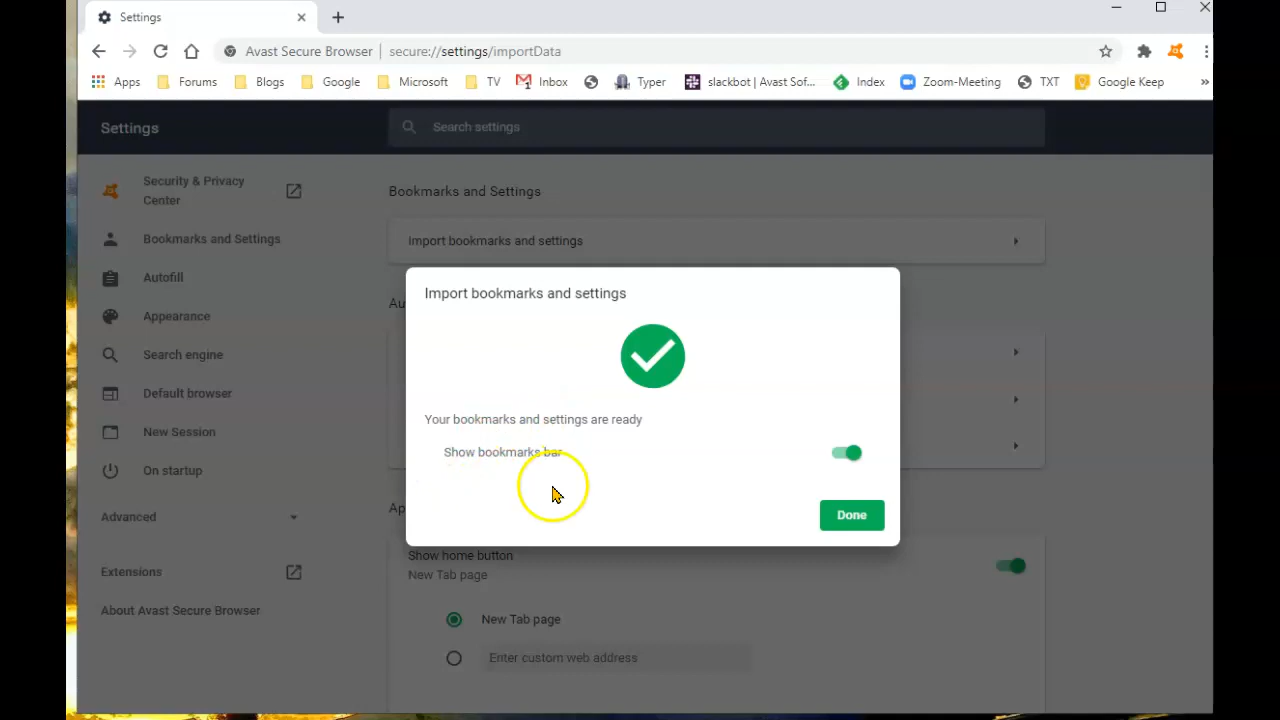 Settings
Avast Secure Browser | secure://settings/importData
Apps Forums Blogs Google Microsoft TV Inbox Typer slackbot | Avast Sof... Index Zoom-Meeting TXT Google Keep »
Settings
Search settings
Security & Privacy
Center
Bookmarks and Settings
Autofill
Appearance
Search engine
Default browser
New Session
On startup
Advanced
Extensions
About Avast Secure Browser
Bookmarks and Settings
Import bookmarks and settings
Au
Import bookmarks and settings
Your bookmarks and settings are ready
Show bookmarks bar
Done
Ap
Show home button
New Tab page
New Tab page
Enter custom web address